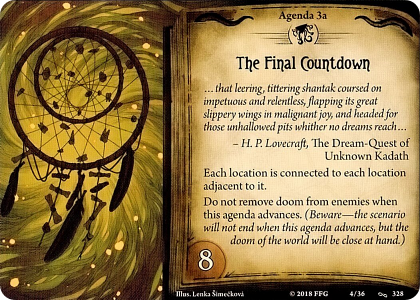 Agenda 3a
The Final Countdown
… that leering, tittering shantak coursed on
impetuous and relentless, flapping its great
slippery wings in malignant joy, and headed for
those unhallowed pits whither no dreams reach…
– H. P. Lovecraft, The Dream-Quest of
Unknown Kadath
Each location is connected to each location
adjacent to it.
Do not remove doom from enemies when
this agenda advances. (Beware—the scenario
will not end when this agenda advances, but the
doom of the world will be close at hand.)
8
Illus. Lenka Šimečková
© 2018 FFG
4/36
328